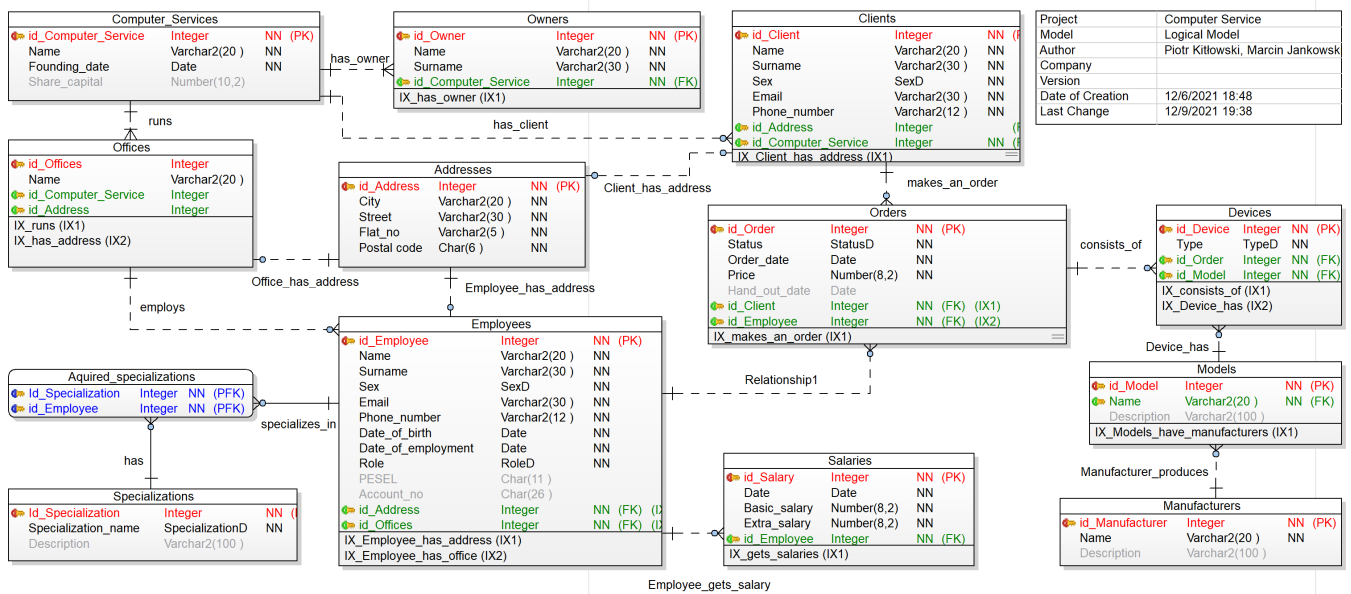 Computer_Services
id_Computer_Service Integer NN (PK)
Name Varchar2(20 ) NN
Founding_date Date NN
Share_capital Number(10,2)
has_owner
Owners
id_Owner Integer NN (PK)
Name Varchar2(20 ) NN
Surname Varchar2(30 ) NN
id_Computer_Service Integer NN (FK)
IX_has_owner (IX1)
has_client
Clients
id_Client Integer NN
Name Varchar2(20 ) NN
Surname Varchar2(30 ) NN
Sex SexD NN
Email Varchar2(30 ) NN
Phone_number Varchar2(12 ) NN
id_Address Integer
id_Computer_Service Integer NN
IX_Client_has_address (IX1)
Project Computer Service
Model Logical Model
Author Piotr Kitłowski, Marcin Jankowsk
Company
Version
Date of Creation 12/6/2021 18:48
Last Change 12/9/2021 19:38
runs
Offices
id_Offices Integer
Name Varchar2(20 )
id_Computer_Service Integer
id_Address Integer
IX_runs (IX1)
IX_has_address (IX2)
Addresses
id_Address Integer NN (PK)
City Varchar2(20 ) NN
Street Varchar2(30 ) NN
Flat_no Varchar2(5 ) NN
Postal code Char(6 ) NN
Client_has_address
makes_an_order
Orders
id_Order Integer NN (PK)
Status StatusD NN
Order_date Date NN
Price Number(8,2) NN
Hand_out_date Date
id_Client Integer NN (FK) (IX1)
id_Employee Integer NN (FK) (IX2)
IX_makes_an_order (IX1)
consists_of
Devices
id_Device Integer NN (PK)
Type TypeD NN
id_Order Integer NN (FK)
id_Model Integer NN (FK)
IX_consists_of (IX1)
IX_Device_has (IX2)
Office_has_address
Employee_has_address
employs
Employees
id_Employee Integer NN (PK)
Name Varchar2(20 ) NN
Surname Varchar2(30 ) NN
Sex SexD NN
Email Varchar2(30 ) NN
Phone_number Varchar2(12 ) NN
Date_of_birth Date NN
Date_of_employment Date NN
Role RoleD NN
PESEL Char(11 )
Account_no Char(26 )
id_Address Integer NN (FK)
id_Offices Integer NN (FK)
IX_Employee_has_address (IX1)
IX_Employee_has_office (IX2)
Relationship1
Device_has
Models
id_Model Integer NN (PK)
Name Varchar2(20 ) NN (FK)
Description Varchar2(100 )
IX_Models_have_manufacturers (IX1)
Aquired_specializations
Id_Specialization Integer NN (PFK)
id_Employee Integer NN (PFK)
specializes_in
has
Specializations
Id_Specialization Integer NN
Specialization_name SpecializationD NN
Description Varchar2(100 )
Salaries
id_Salary Integer NN (PK)
Date Date NN
Basic_salary Number(8,2) NN
Extra_salary Number(8,2) NN
id_Employee Integer NN (FK)
IX_gets_salaries (IX1)
Employee_gets_salary
Manufacturer_produces
Manufacturers
id_Manufacturer Integer NN (PK)
Name Varchar2(20 ) NN
Description Varchar2(100 )